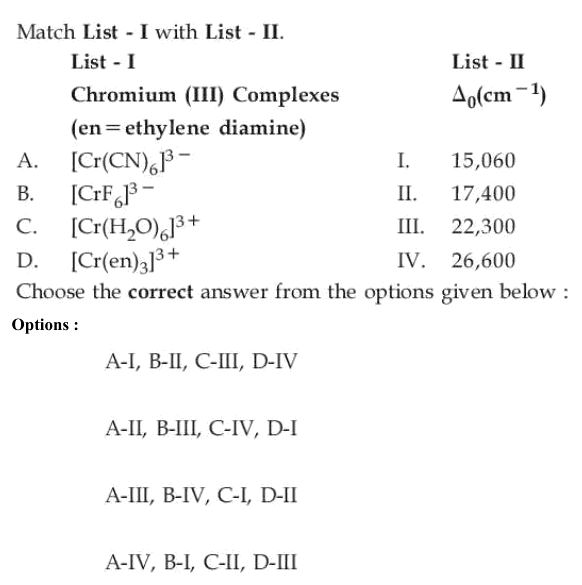 Match List - I with List - II.
List - I List - II
Chromium (III) Complexes Δ₀(cm⁻¹)
(en = ethylene diamine)
A. [Cr(CN)₆]³⁻ I. 15,060
B. [CrF₆]³⁻ II. 17,400
C. [Cr(H₂O)₆]³⁺ III. 22,300
D. [Cr(en)₃]³⁺ IV. 26,600
Choose the correct answer from the options given below :
Options :
A-I, B-II, C-III, D-IV
A-II, B-III, C-IV, D-I
A-III, B-IV, C-I, D-II
A-IV, B-I, C-II, D-III